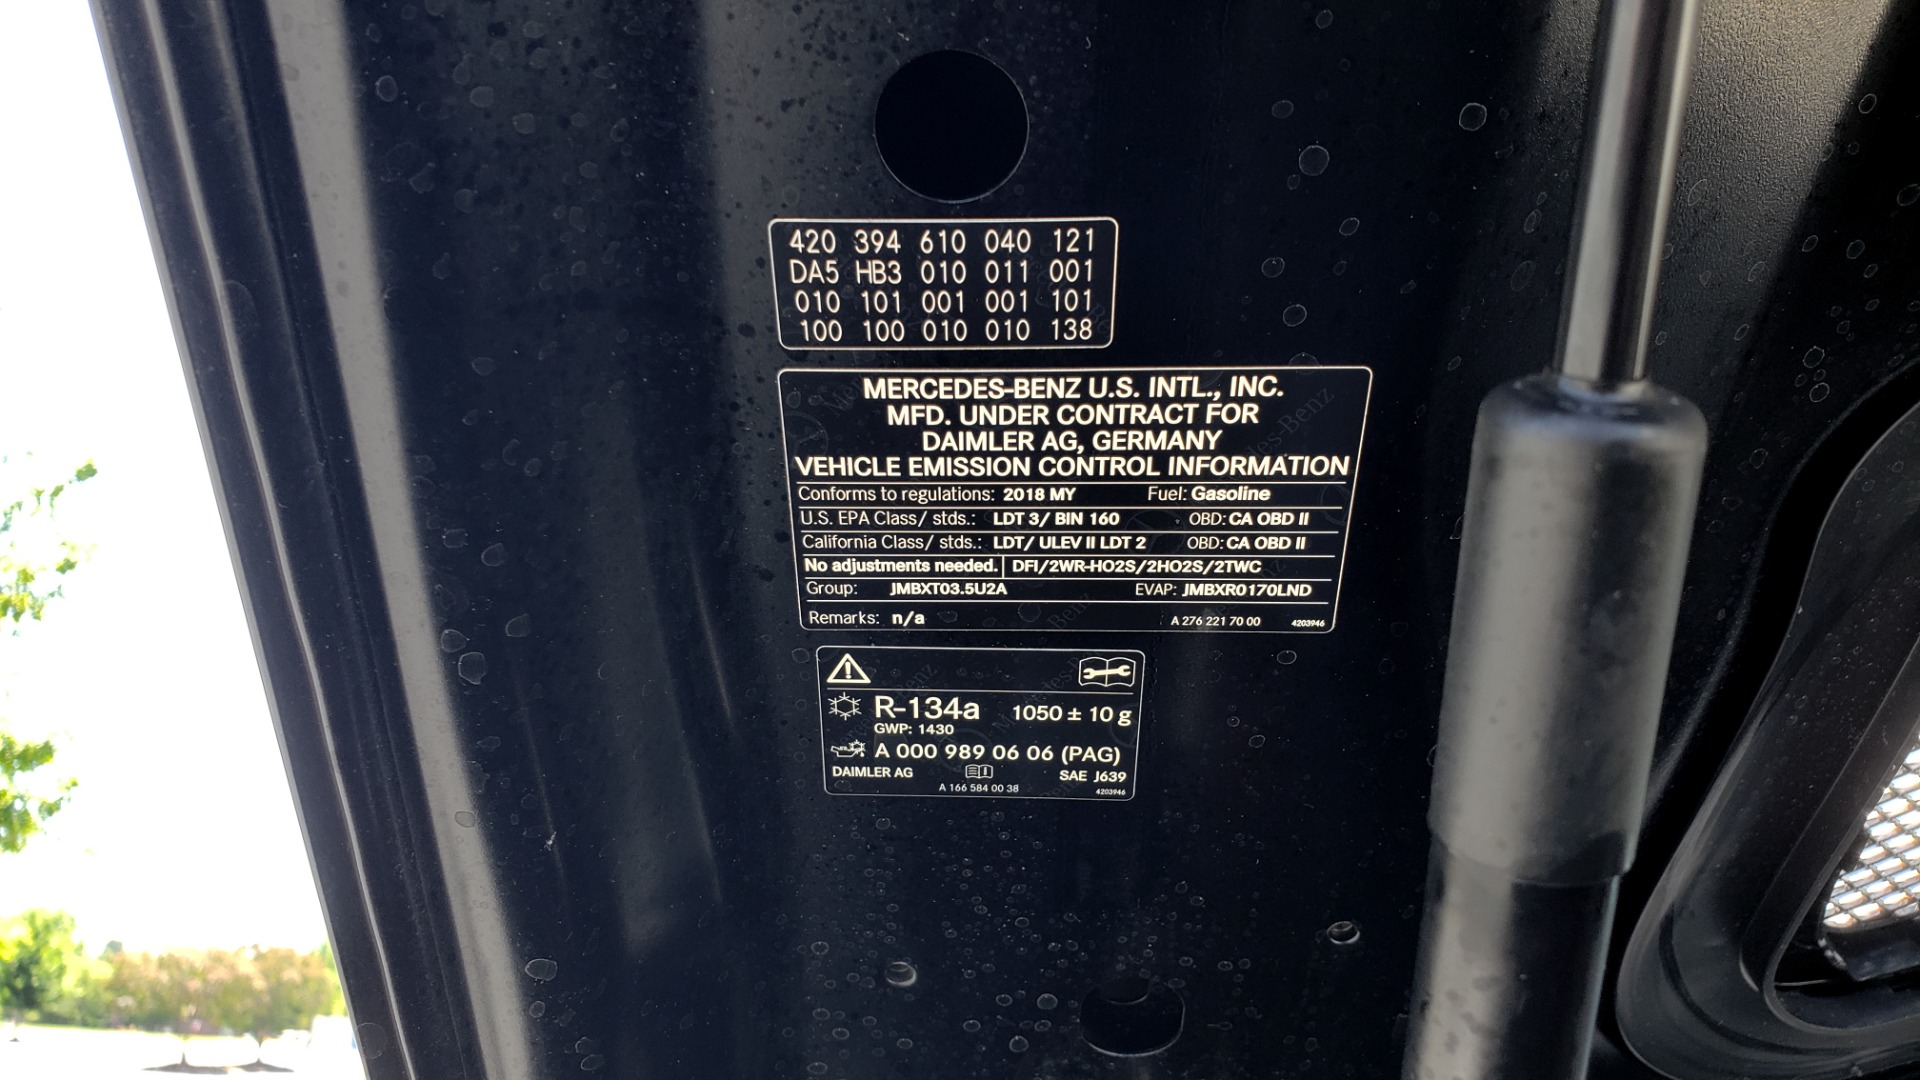 420 394 610 040 121
DA5 HB3 010 011 001
010 101 001 001 101
100 100 010 010 138
MERCEDES-BENZ U.S. INTL., INC.
MFD. UNDER CONTRACT FOR
DAIMLER AG, GERMANY
VEHICLE EMISSION CONTROL INFORMATION
Conforms to regulations: 2018 MY Fuel: Gasoline
U.S. EPA Class/ stds.: LDT 3/ BIN 160 OBD: CA OBD II
California Class/ stds.: LDT/ ULEV II LDT 2 OBD: CA OBD II
No adjustments needed. DFI/2WR-HO2S/2HO2S/2TWC
Group: JMBXT03.5U2A EVAP: JMBXR0170LND
Remarks: n/a A 276 221 70 00 4203946
R-134a 1050 ± 10 g
GWP: 1430
A 000 989 06 06 (PAG)
DAIMLER AG SAE J639
A 166 584 00 38 4203946